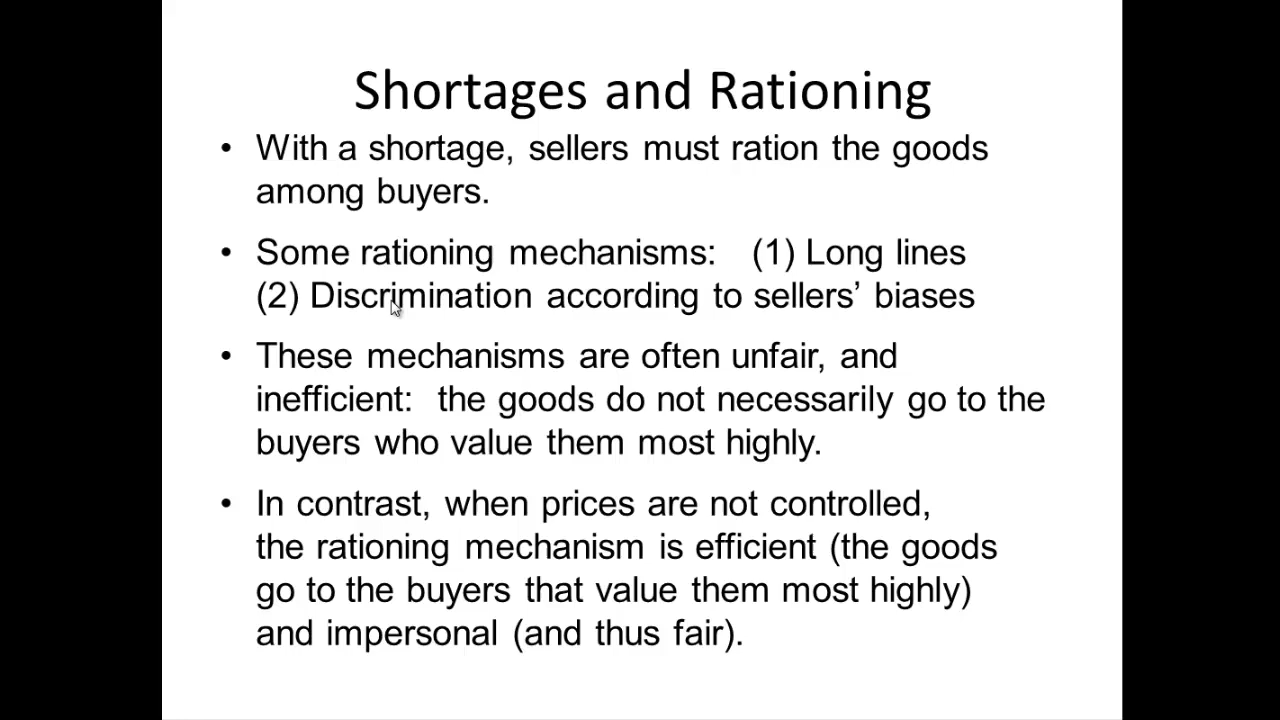 Shortages and Rationing
• With a shortage, sellers must ration the goods
among buyers.
• Some rationing mechanisms: (1) Long lines
(2) Discrimination according to sellers’ biases
• These mechanisms are often unfair, and
inefficient: the goods do not necessarily go to the
buyers who value them most highly.
• In contrast, when prices are not controlled,
the rationing mechanism is efficient (the goods
go to the buyers that value them most highly)
and impersonal (and thus fair).